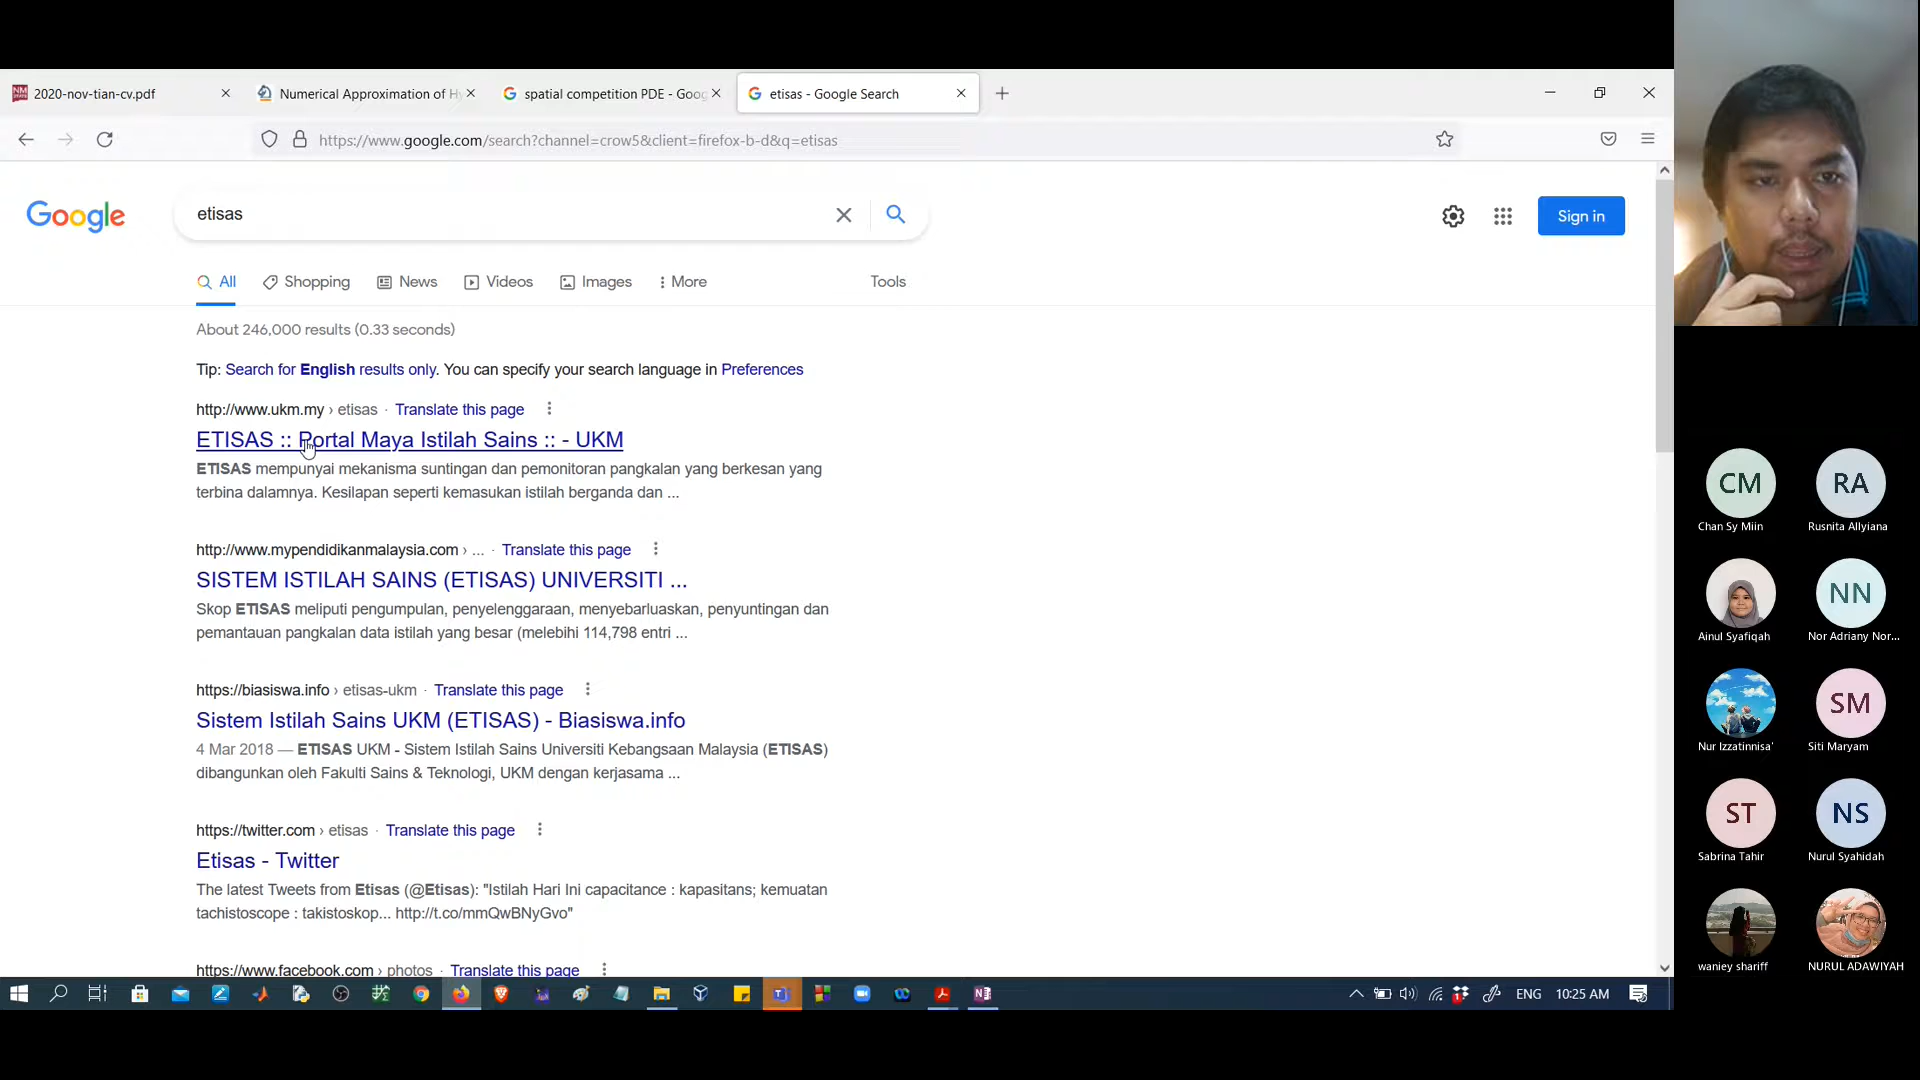 2020-nov-tian-cv.pdf
Numerical Approximation of Hy
spatial competition PDE - Goog
etisas - Google Search
https://www.google.com/search?channel=crow5&client=firefox-b-d&q=etisas
Google
etisas
Sign in
All
Shopping
News
Videos
Images
More
Tools
About 246,000 results (0.33 seconds)
Tip: Search for English results only. You can specify your search language in Preferences
http://www.ukm.my › etisas · Translate this page
ETISAS :: Portal Maya Istilah Sains :: - UKM
ETISAS mempunyai mekanisma suntingan dan pemonitoran pangkalan yang berkesan yang
terbina dalamnya. Kesilapan seperti kemasukan istilah berganda dan ...
http://www.mypendidikanmalaysia.com › ... · Translate this page
SISTEM ISTILAH SAINS (ETISAS) UNIVERSITI ...
Skop ETISAS meliputi pengumpulan, penyelenggaraan, menyebarluaskan, penyuntingan dan
pemantauan pangkalan data istilah yang besar (melebihi 114,798 entri ...
https://biasiswa.info › etisas-ukm · Translate this page
Sistem Istilah Sains UKM (ETISAS) - Biasiswa.info
4 Mar 2018 — ETISAS UKM - Sistem Istilah Sains Universiti Kebangsaan Malaysia (ETISAS)
dibangunkan oleh Fakulti Sains & Teknologi, UKM dengan kerjasama ...
https://twitter.com › etisas · Translate this page
Etisas - Twitter
The latest Tweets from Etisas (@Etisas): "Istilah Hari Ini capacitance : kapasitans; kemuatan
tachistoscope : takistoskop... http://t.co/mmQwBNyGvo"
https://www.facebook.com › photos · Translate this page
ENG
10:25 AM
CM
Chan Sy Miin
RA
Rusnita Allyiana
Ainul Syafiqah
NN
Nor Adriany Nor...
Nur Izzatinnisa'
SM
Siti Maryam
ST
Sabrina Tahir
NS
Nurul Syahidah
waniey shariff
NURUL ADAWIYAH